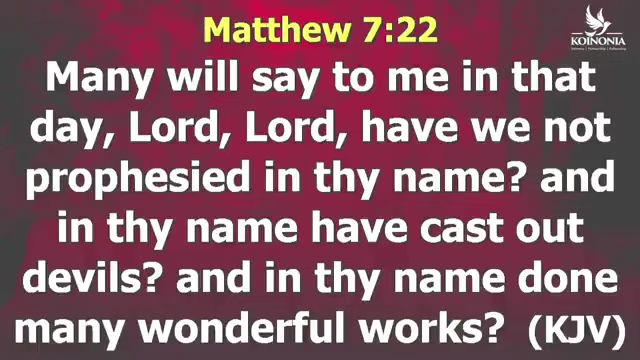 Matthew 7:22
KOINONIA
Many will say to me in that
day, Lord, Lord, have we not
prophesied in thy name? and
in thy name have cast out
devils? and in thy name done
many wonderful works? (KJV)